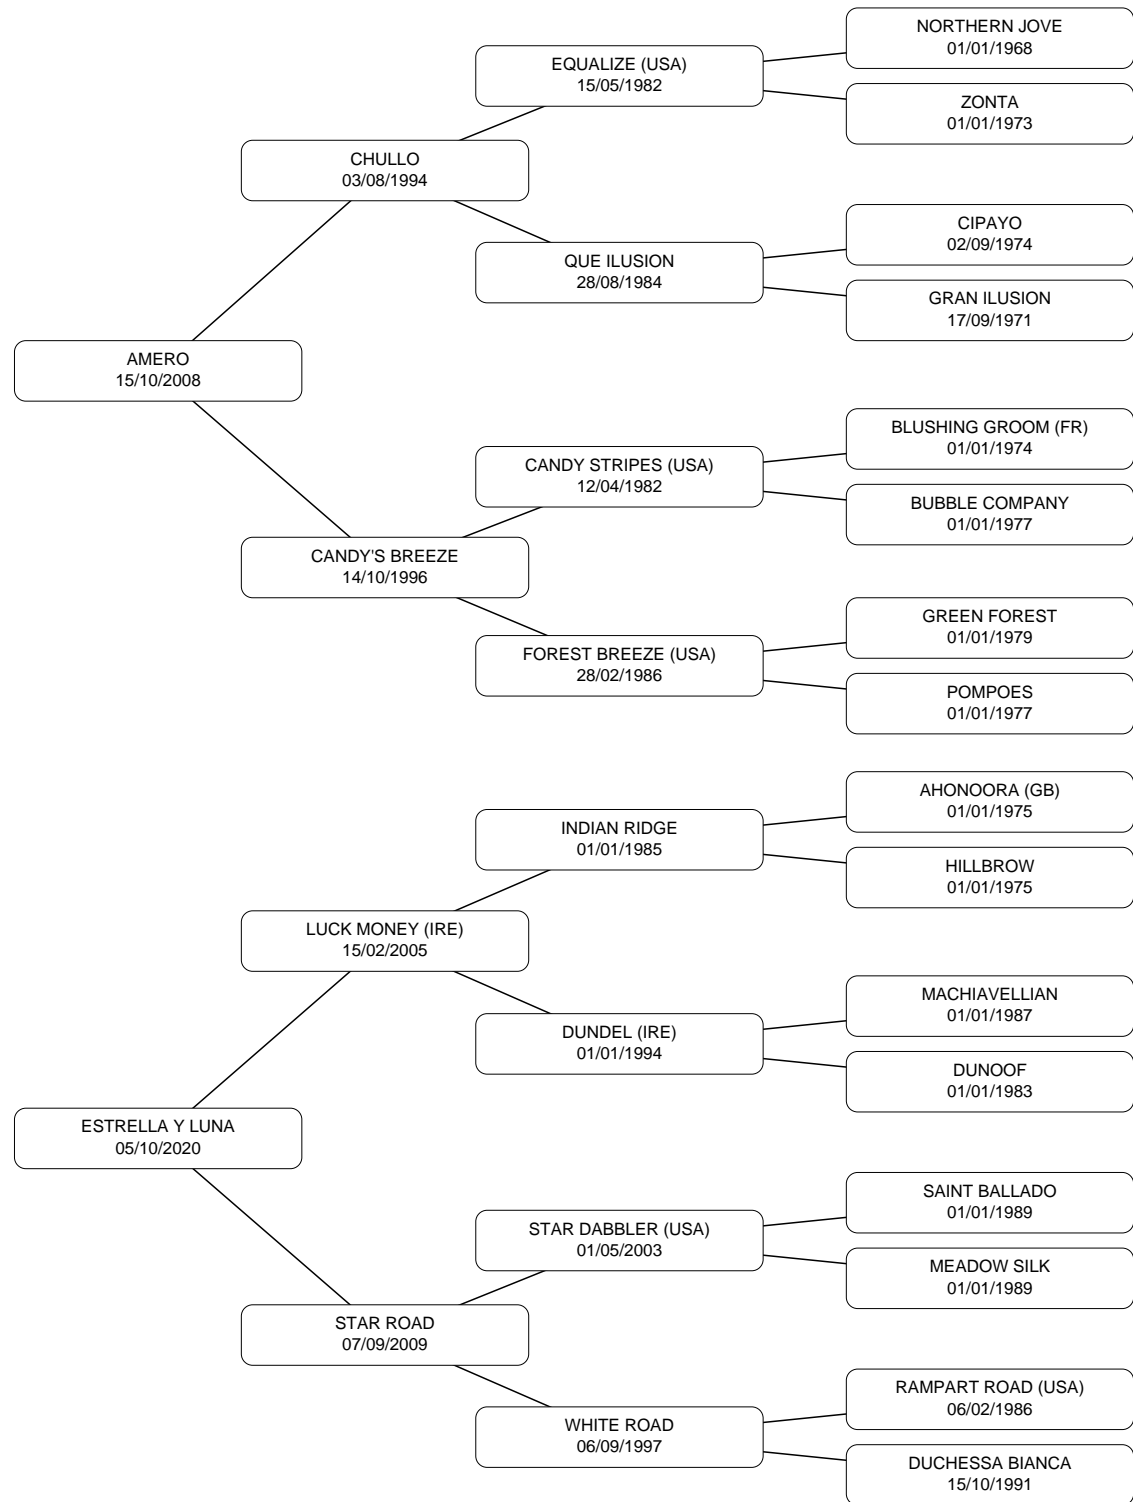 NORTHERN JOVE
01/01/1968
EQUALIZE (USA)
15/05/1982
ZONTA
01/01/1973
CHULLO
03/08/1994
CIPAYO
02/09/1974
QUE ILUSION
28/08/1984
GRAN ILUSION
17/09/1971
AMERO
15/10/2008
BLUSHING GROOM (FR)
01/01/1974
CANDY STRIPES (USA)
12/04/1982
BUBBLE COMPANY
01/01/1977
CANDY'S BREEZE
14/10/1996
GREEN FOREST
01/01/1979
FOREST BREEZE (USA)
28/02/1986
POMPOES
01/01/1977
AHONOORA (GB)
01/01/1975
INDIAN RIDGE
01/01/1985
HILLBROW
01/01/1975
LUCK MONEY (IRE)
15/02/2005
MACHIAVELLIAN
01/01/1987
DUNDEL (IRE)
01/01/1994
DUNOOF
01/01/1983
ESTRELLA Y LUNA
05/10/2020
SAINT BALLADO
01/01/1989
STAR DABBLER (USA)
01/05/2003
MEADOW SILK
01/01/1989
STAR ROAD
07/09/2009
RAMPART ROAD (USA)
06/02/1986
WHITE ROAD
06/09/1997
DUCHESSA BIANCA
15/10/1991